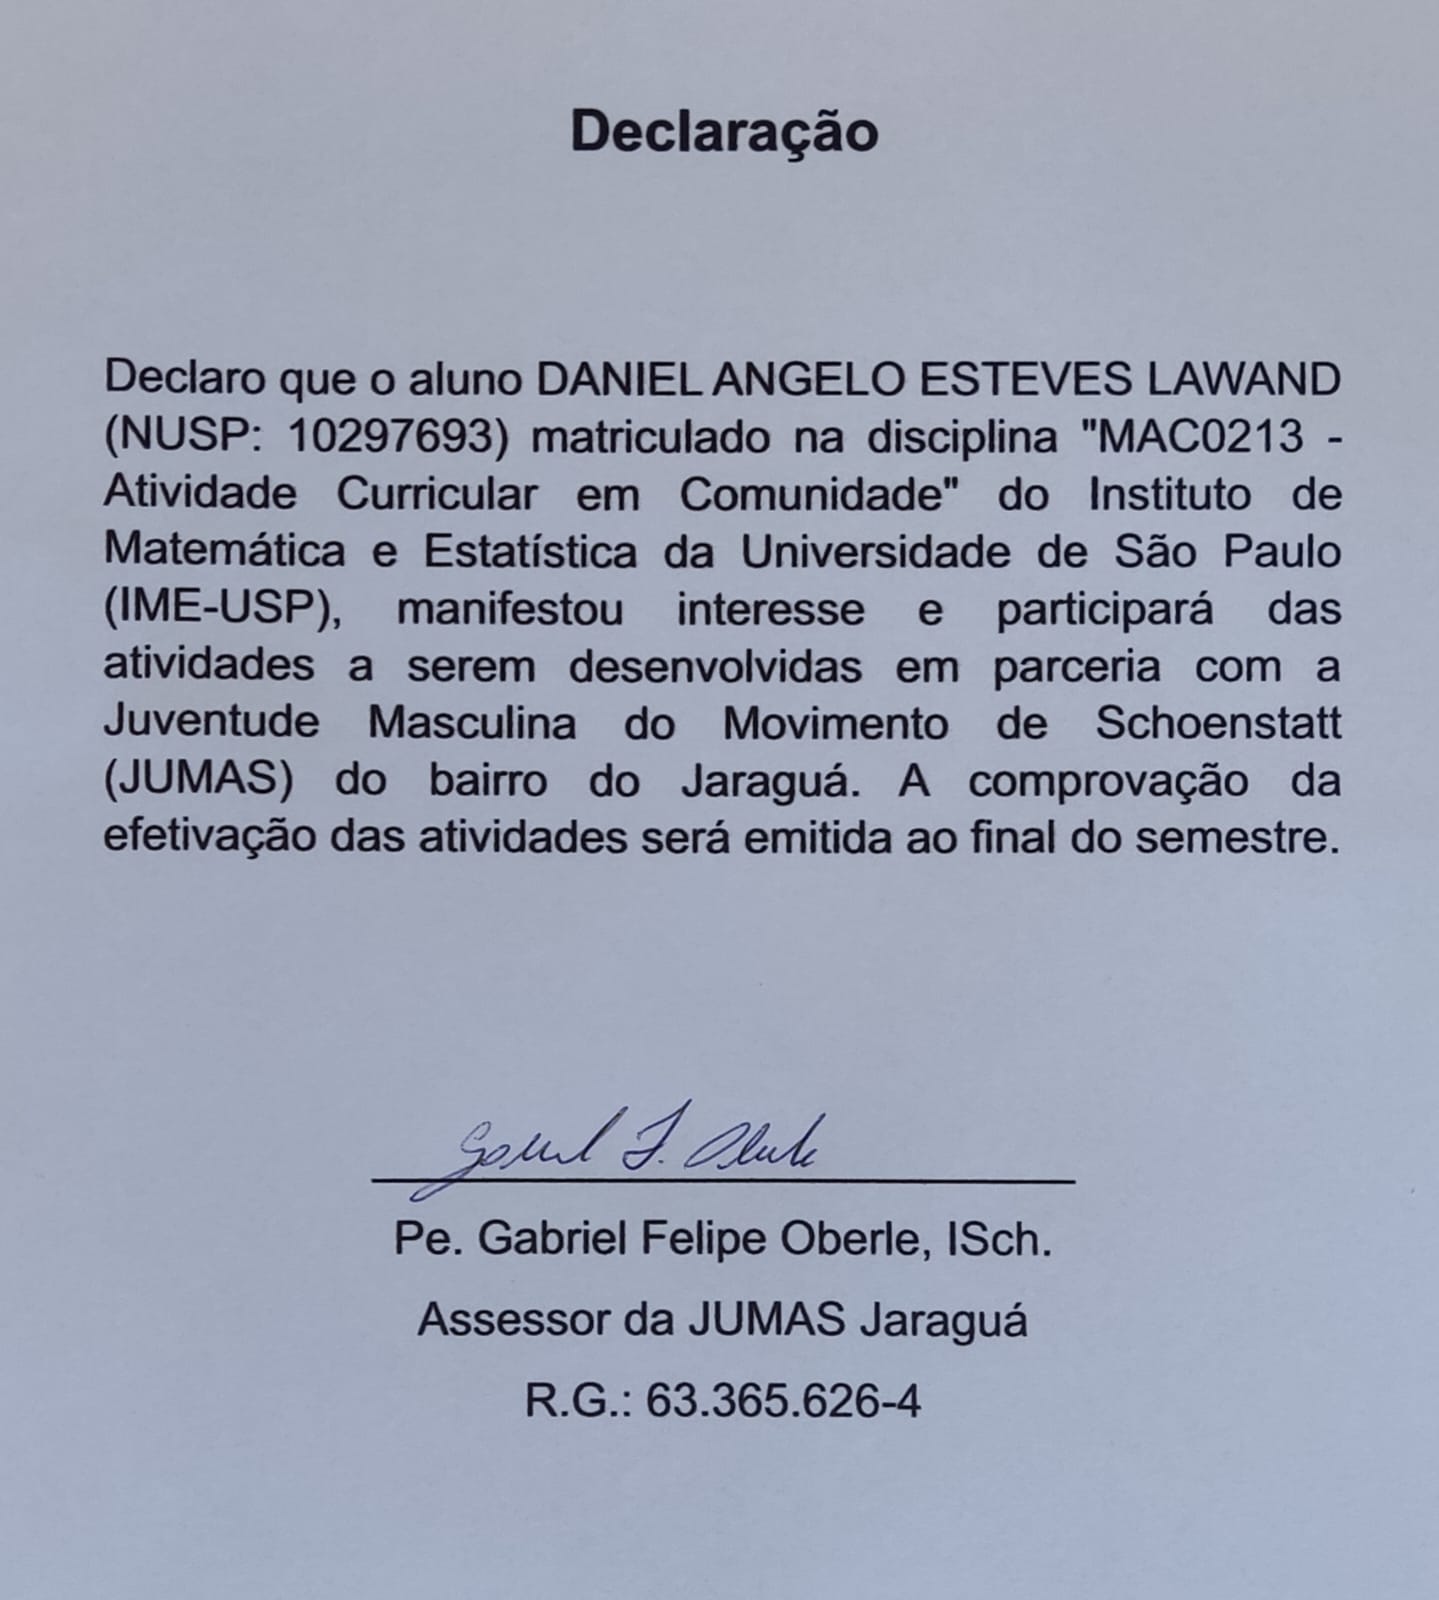 Declaração
Declaro que o aluno DANIEL ANGELO ESTEVES LAWAND
(NUSP: 10297693) matriculado na disciplina "MAC0213 -
Atividade Curricular em Comunidade" do Instituto de
Matemática e Estatística da Universidade de São Paulo
(IME-USP), manifestou interesse e participará das
atividades a serem desenvolvidas em parceria com a
Juventude Masculina do Movimento de Schoenstatt
(JUMAS) do bairro do Jaraguá. A comprovação da
efetivação das atividades será emitida ao final do semestre.
Gabriel F. Oberle
Pe. Gabriel Felipe Oberle, ISch.
Assessor da JUMAS Jaraguá
R.G.: 63.365.626-4